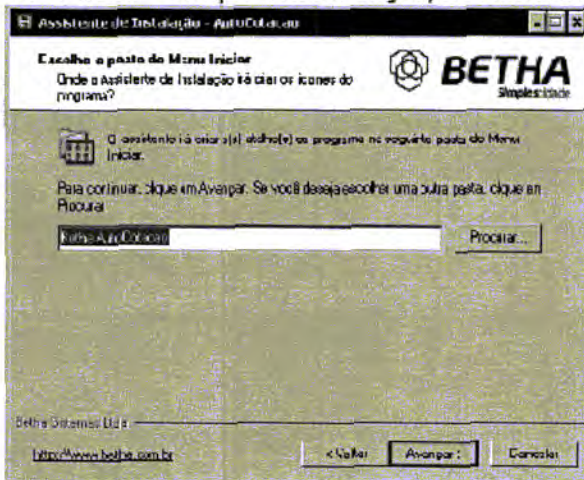 Assistente de Instalação - AutoCotacao
Escolha a pasta do Menu Iniciar
Onde o Assistente de Instalação irá criar os ícones do
programa?
BETHA
Simplicidade
O assistente irá criar o(s) atalho(s) do programa na seguinte pasta do Menu
Iniciar.
Para continuar, clique em Avançar. Se você deseja escolher uma outra pasta, clique em
Procurar.
Betha AutoCotacao
Procurar...
Betha Sistemas Ltda
http://www.betha.com.br
< Voltar
Avançar >
Cancelar